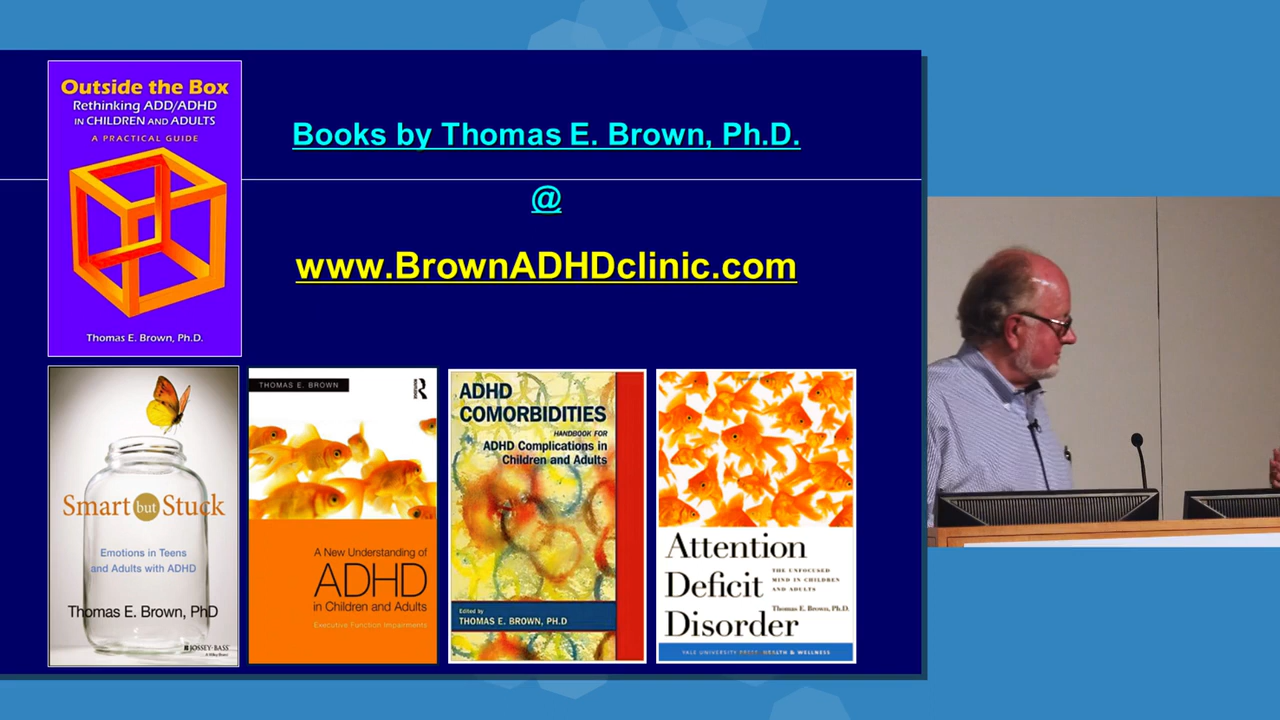 Outside the Box
Rethinking ADD/ADHD
IN CHILDREN AND ADULTS
A PRACTICAL GUIDE
Thomas E. Brown, Ph.D.
Books by Thomas E. Brown, Ph.D.
@
www.BrownADHDclinic.com
Smart but Stuck
Emotions in Teens
and Adults with ADHD
Thomas E. Brown, PhD
JOSSEY-BASS
A Wiley Brand
THOMAS E. BROWN
R
A New Understanding of
ADHD
in Children and Adults
Executive Function Impairments
ADHD
COMORBIDITIES
HANDBOOK FOR
ADHD Complications in
Children and Adults
Edited by
THOMAS E. BROWN, PH.D
Attention
Deficit
Disorder
THE UNFOCUSED
MIND IN CHILDREN
AND ADULTS
Thomas E. Brown, Ph.D.
YALE UNIVERSITY PRESS HEALTH & WELLNESS